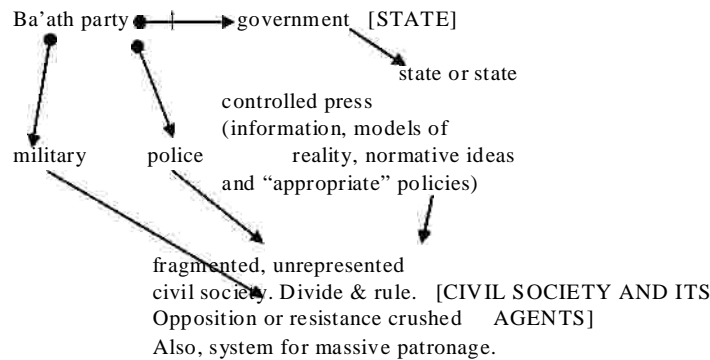 Ba'ath party government [STATE]
state or state
controlled press
(information, models of
military police reality, normative ideas
and “appropriate” policies)
fragmented, unrepresented
civil society. Divide & rule. [CIVIL SOCIETY AND ITS
Opposition or resistance crushed AGENTS]
Also, system for massive patronage.